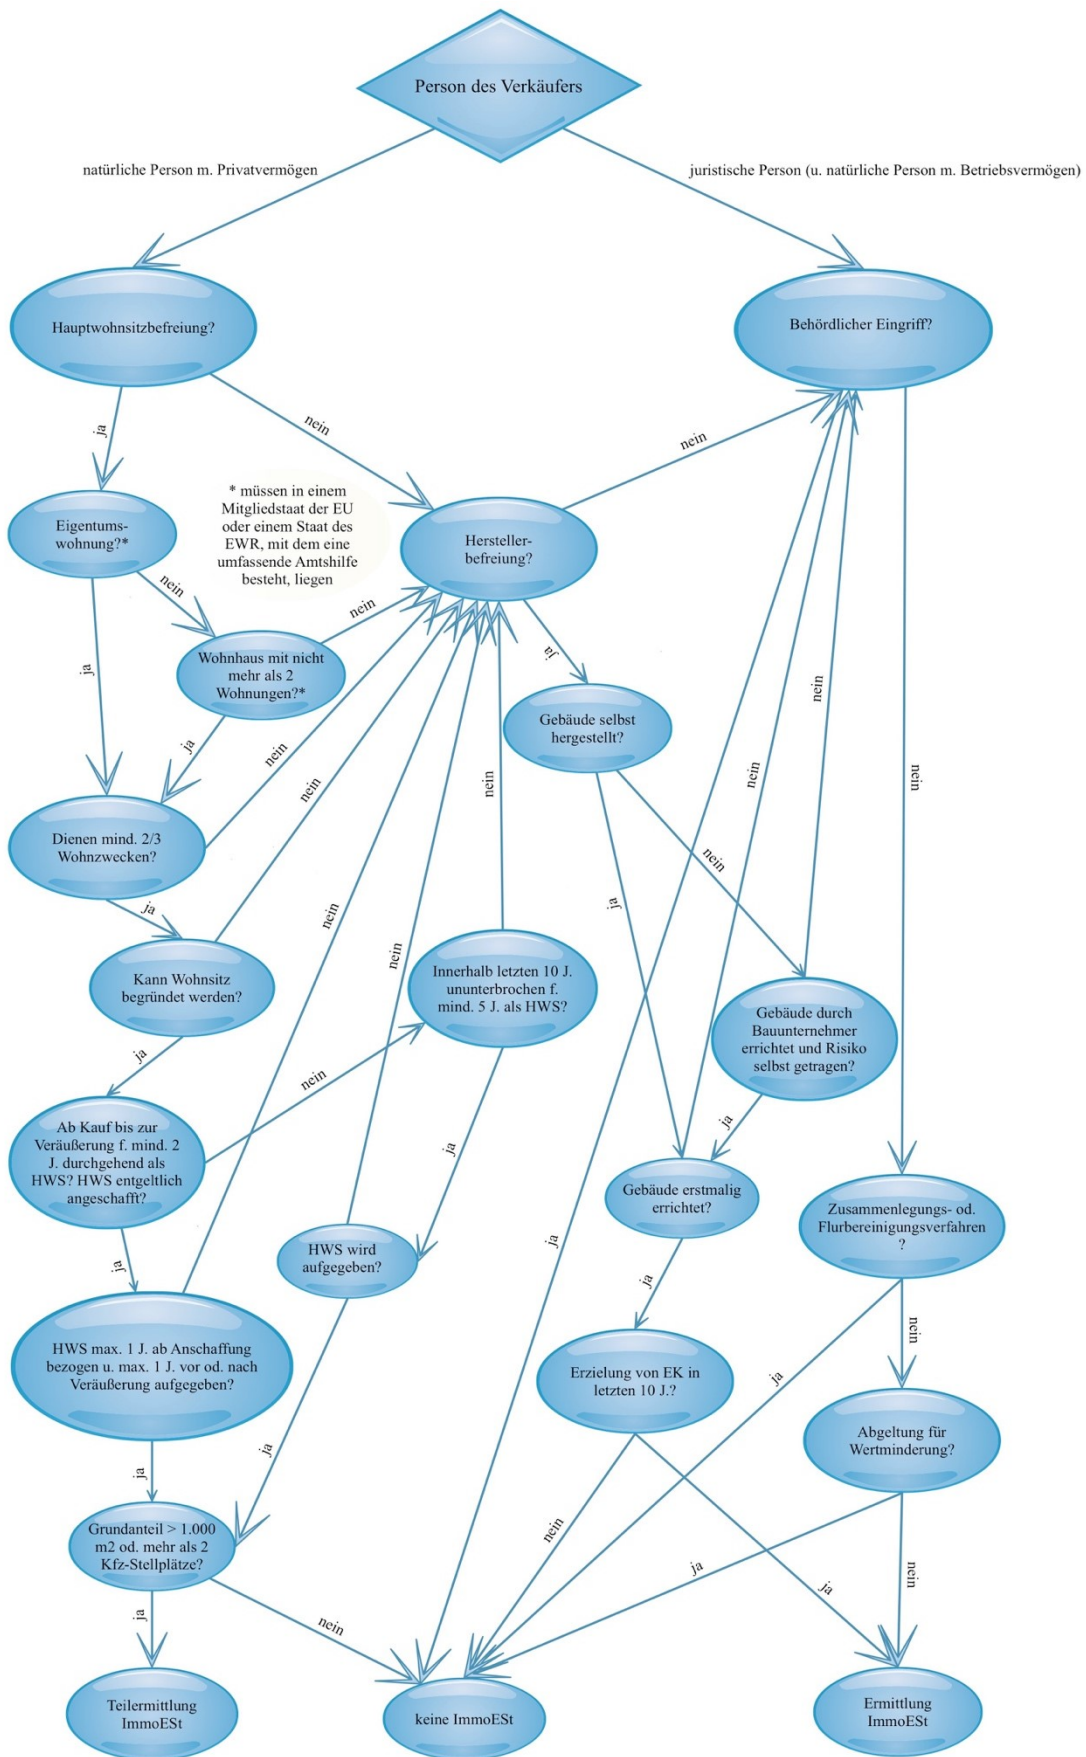 Person des Verkäufers
natürliche Person m. Privatvermögen
juristische Person (u. natürliche Person m. Betriebsvermögen)
Hauptwohnsitzbefreiung?
Behördlicher Eingriff?
ja
nein
nein
Eigentums-
wohnung?*
* müssen in einem
Mitgliedstaat der EU
oder einem Staat des
EWR, mit dem eine
umfassende Amtshilfe
besteht, liegen
Hersteller-
befreiung?
nein
nein
ja
Wohnhaus mit nicht
mehr als 2
Wohnungen?*
ja
ja
nein
Gebäude selbst
hergestellt?
nein
nein
nein
nein
nein
Dienen mind. 2/3
Wohnzwecken?
nein
ja
ja
nein
nein
Kann Wohnsitz
begründet werden?
Innerhalb letzten 10 J.
ununterbrochen f.
mind. 5 J. als HWS?
Gebäude durch
Bauunternehmer
errichtet und Risiko
selbst getragen?
ja
nein
Ab Kauf bis zur
Veräußerung f. mind. 2
J. durchgehend als
HWS? HWS entgeltlich
angeschafft?
ja
ja
Gebäude erstmalig
errichtet?
Zusammenlegungs- od.
Flurbereinigungsverfahren
?
HWS wird
aufgegeben?
ja
ja
ja
nein
HWS max. 1 J. ab Anschaffung
bezogen u. max. 1 J. vor od. nach
Veräußerung aufgegeben?
Erzielung von EK in
letzten 10 J.?
ja
Abgeltung für
Wertminderung?
ja
ja
Grundanteil > 1.000
m2 od. mehr als 2
Kfz-Stellplätze?
nein
ja
nein
ja
ja
nein
Teilermittlung
ImmoESt
keine ImmoESt
Ermittlung
ImmoESt